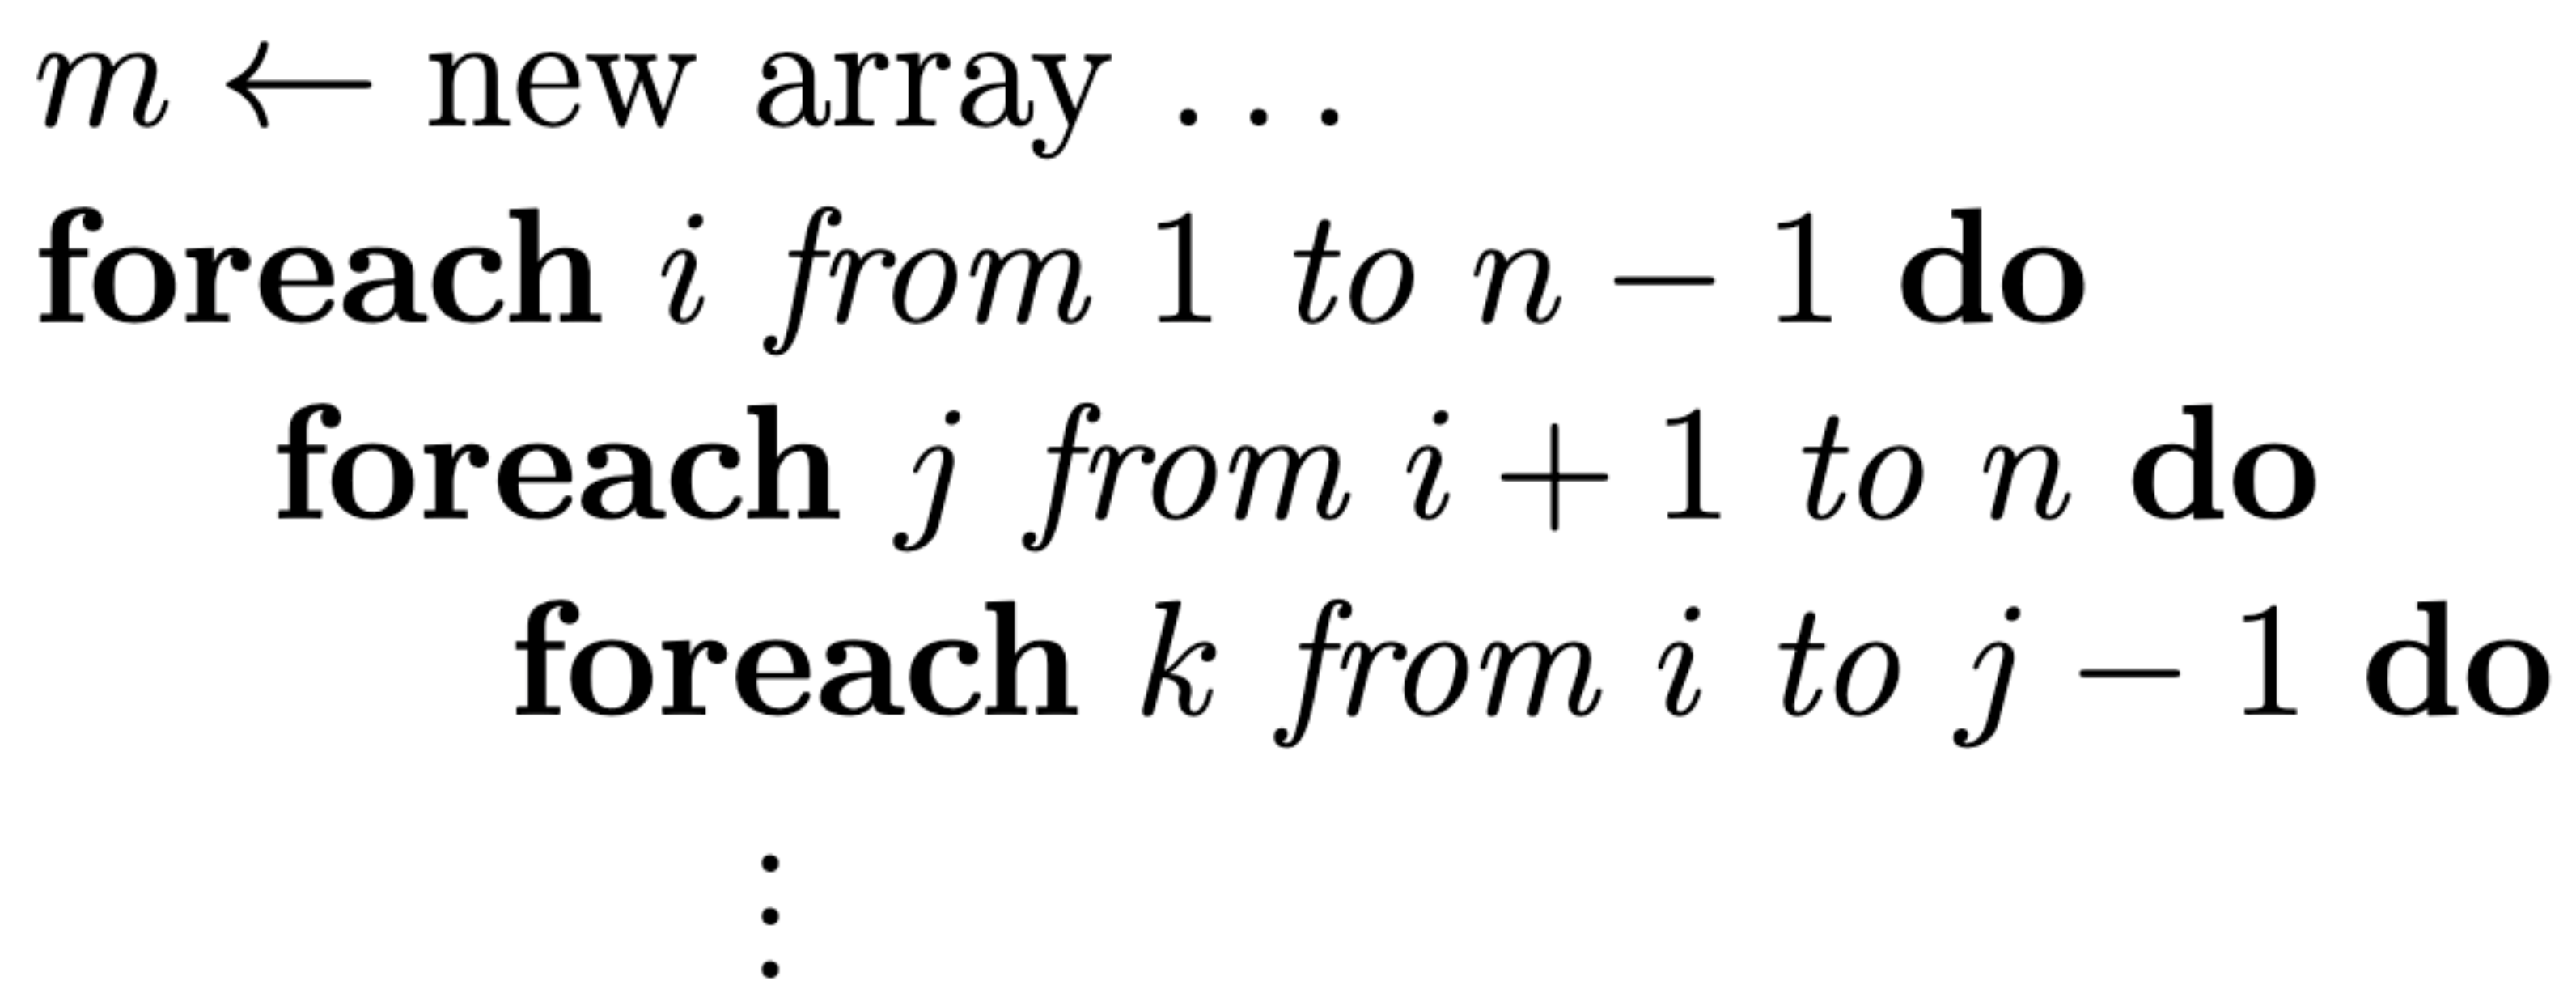 m ← new array ...
foreach i from 1 to n − 1 do
foreach j from i + 1 to n do
foreach k from i to j − 1 do
⋮